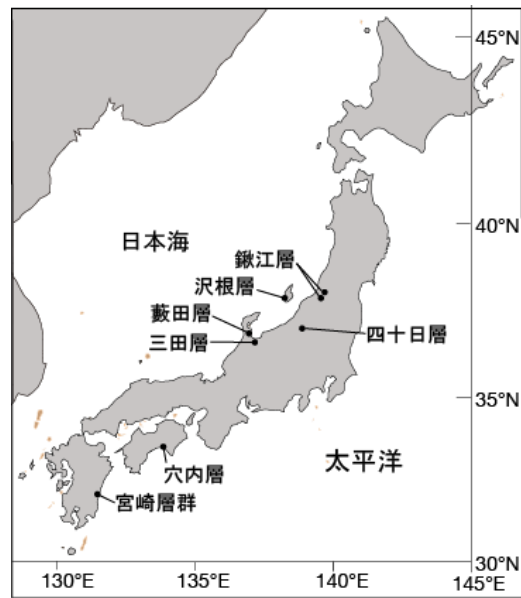 45°N
40°N
日本海
鍬江層
沢根層
藪田層
三田層
四十日層
35°N
太平洋
穴内層
宮崎層群
30°N
130°E
135°E
140°E
145°E